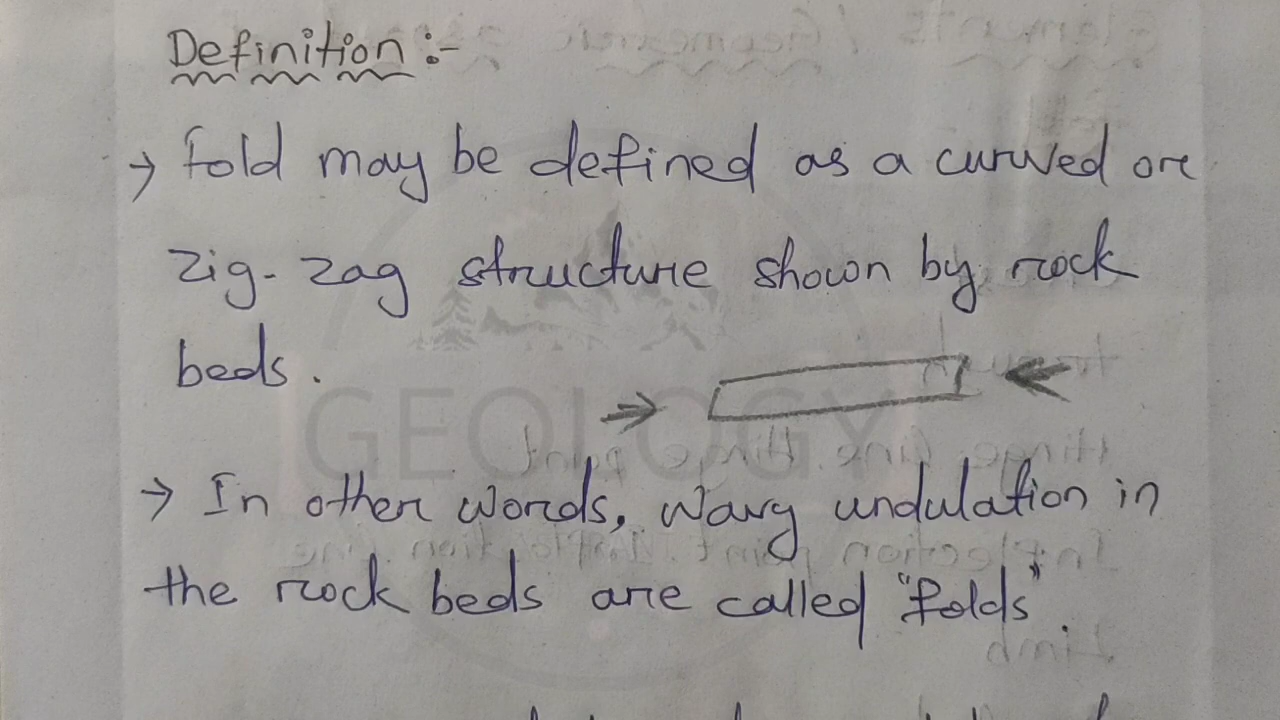 Definition :-
→ fold may be defined as a curved or
zig-zag structure shown by rock
beds.
GEOLOGY
→ In other words, wavy undulation in
the rock beds are called "folds".